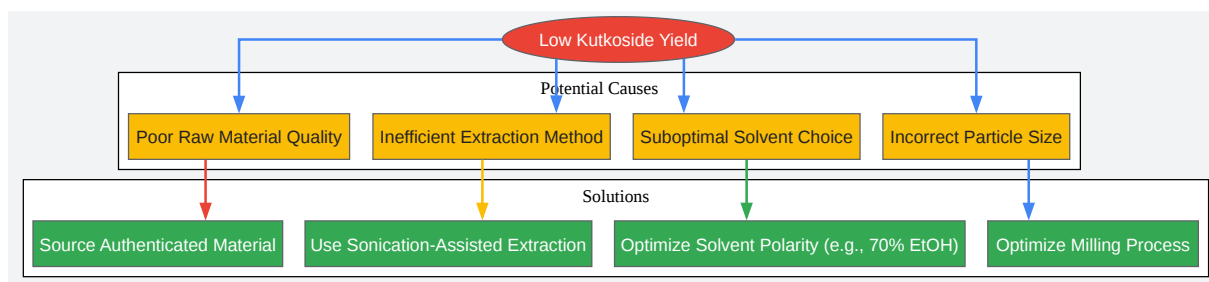 Low Kutkoside Yield
Potential Causes
Poor Raw Material Quality
Inefficient Extraction Method
Suboptimal Solvent Choice
Incorrect Particle Size
Solutions
Source Authenticated Material
Use Sonication-Assisted Extraction
Optimize Solvent Polarity (e.g., 70% EtOH)
Optimize Milling Process